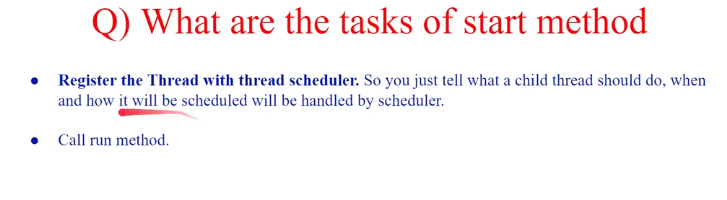 Q) What are the tasks of start method
● Register the Thread with thread scheduler. So you just tell what a child thread should do, when
and how it will be scheduled will be handled by scheduler.
● Call run method.